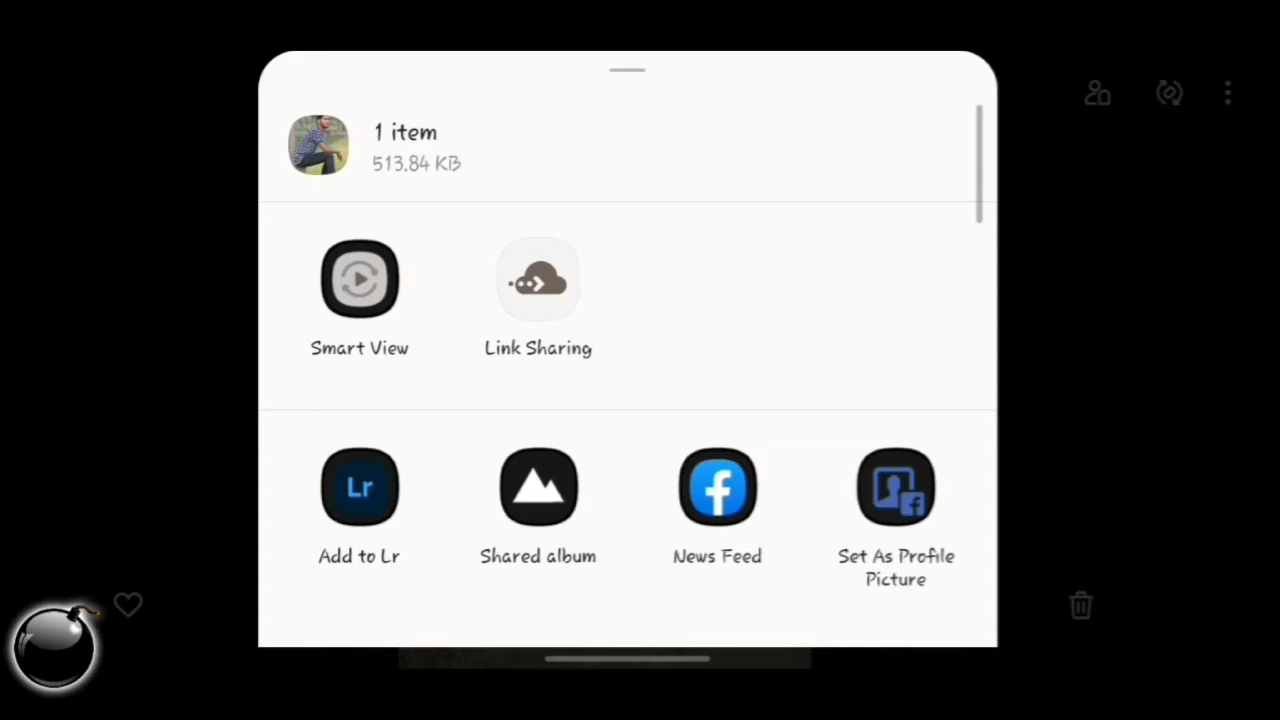 1 item
513.84 KB
Smart View
Link Sharing
Lr
Add to Lr
Shared album
f
News Feed
f
Set As Profile
Picture